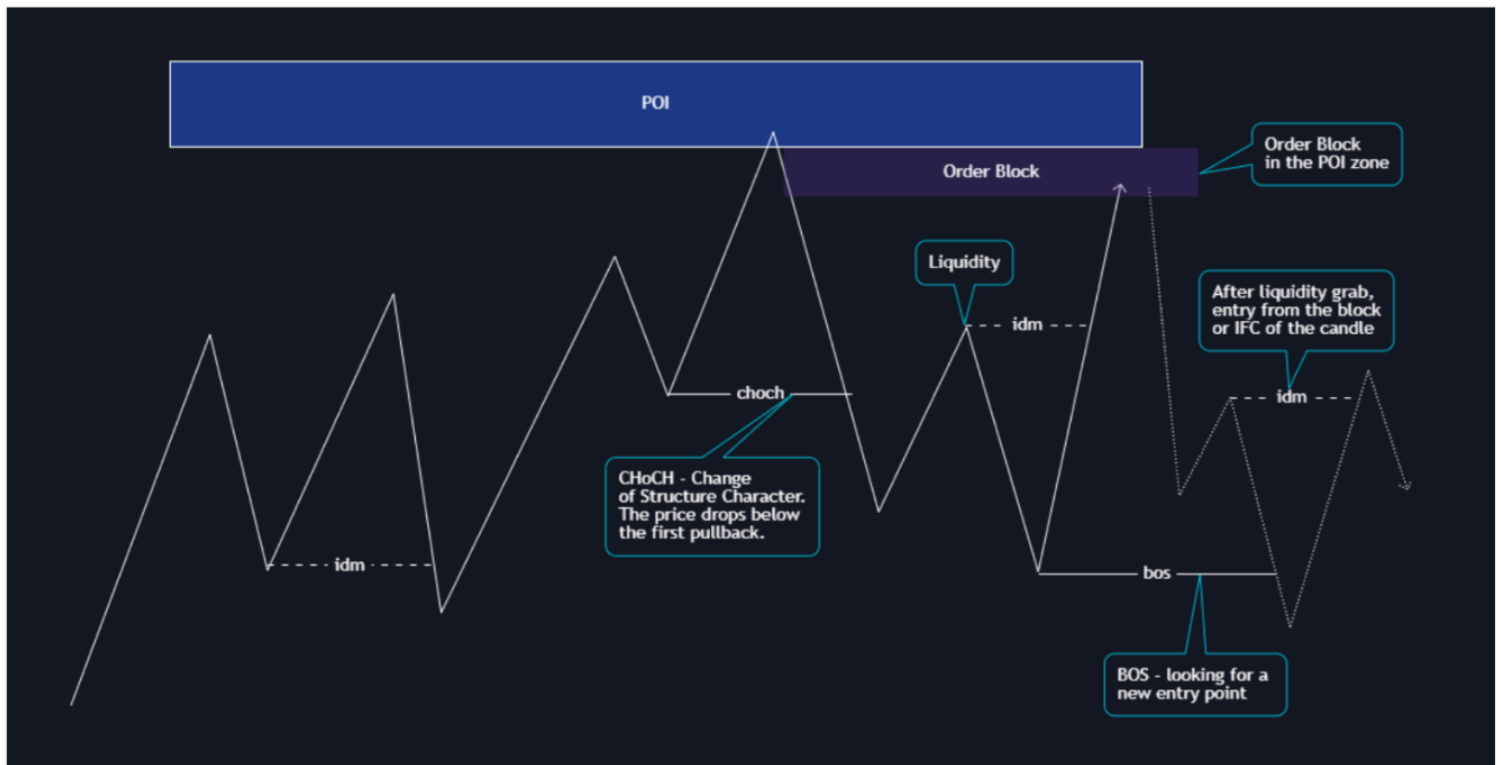 POI
Order Block
Order Block
in the POI zone
Liquidity
idm
After liquidity grab,
entry from the block
or IFC of the candle
choch
idm
CHoCH - Change
of Structure Character.
The price drops below
the first pullback.
idm
bos
BOS - looking for a
new entry point